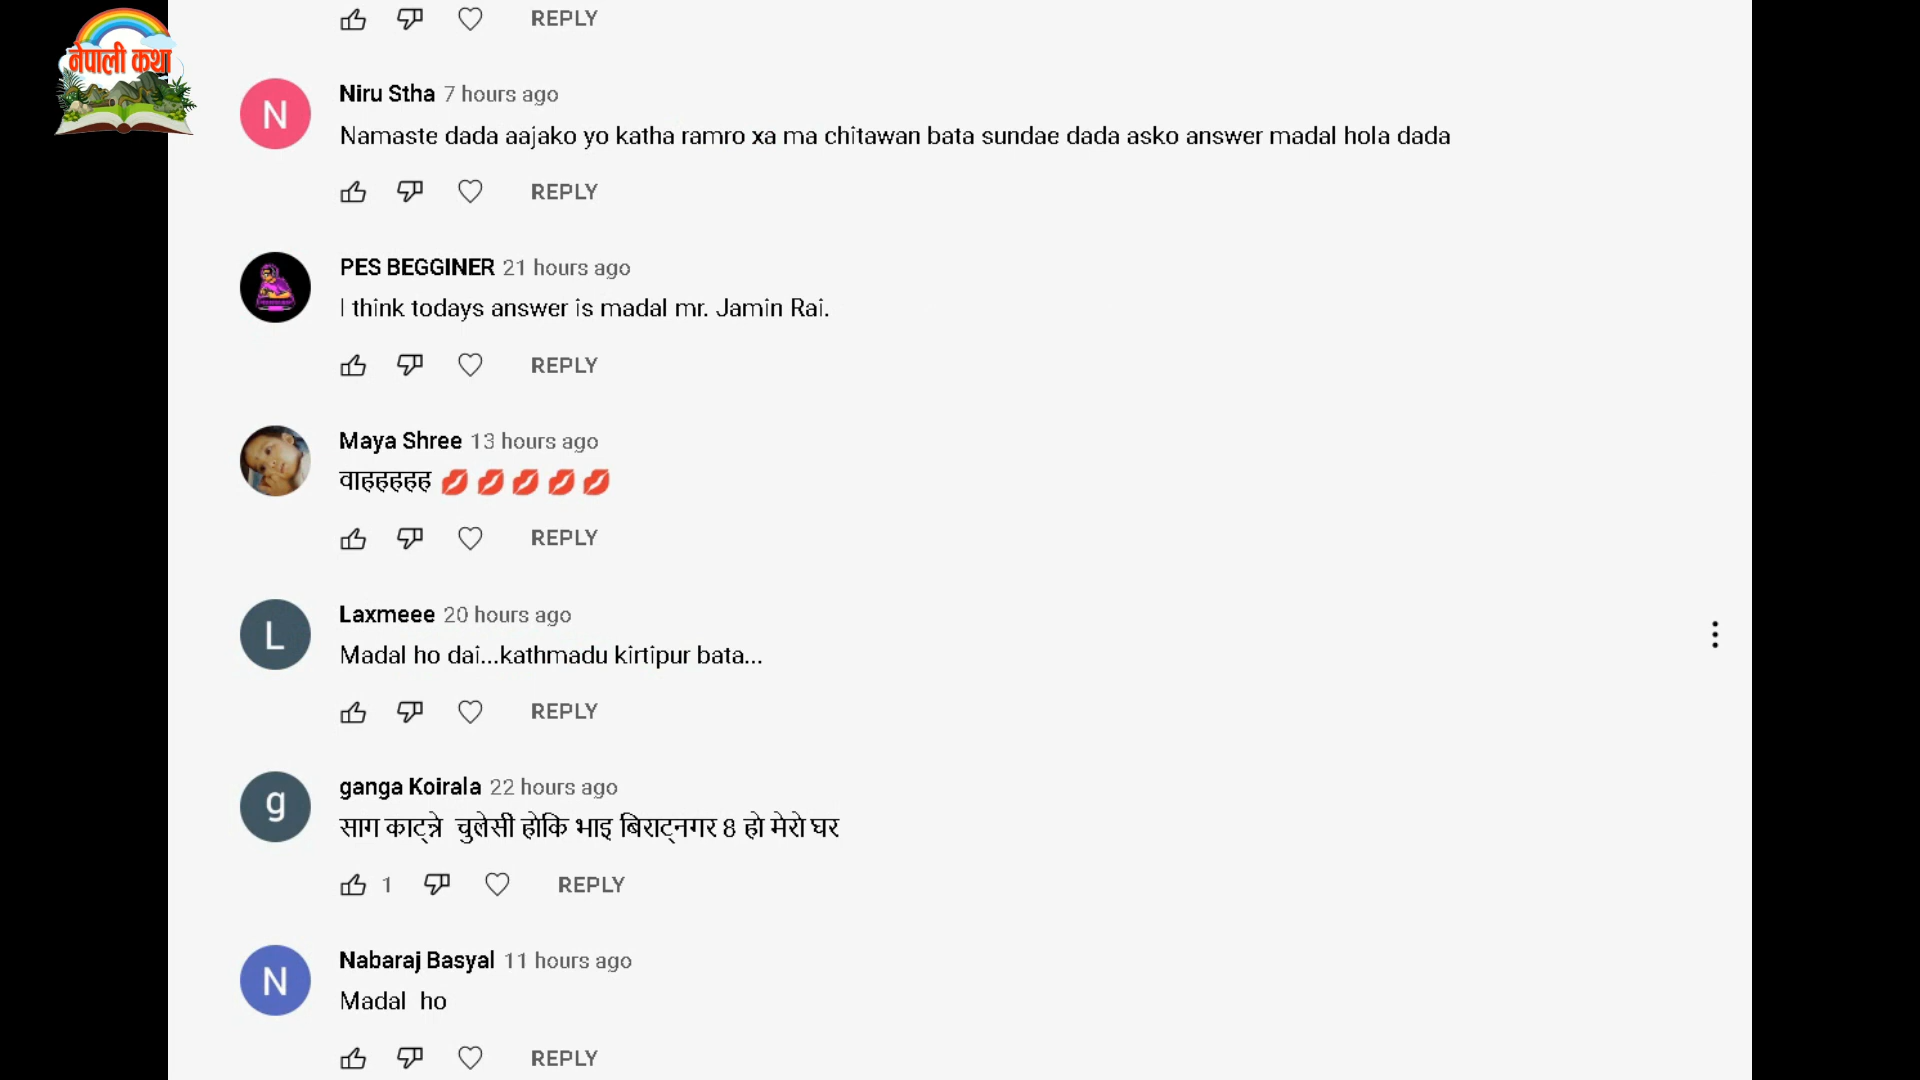 REPLY
नेपाली कथा
N
Niru Stha 7 hours ago
Namaste dada aajako yo katha ramro xa ma chitawan bata sundae dada asko answer madal hola dada
REPLY
PES BEGGINER 21 hours ago
I think todays answer is madal mr. Jamin Rai.
REPLY
Maya Shree 13 hours ago
वाहहहहह 💋💋💋💋💋
REPLY
L
Laxmeee 20 hours ago
Madal ho dai...kathmadu kirtipur bata...
REPLY
g
ganga Koirala 22 hours ago
साग काट्न्ने चुलेसी होकि भाइ बिराट्नगर 8 हो मेरो घर
1 REPLY
N
Nabaraj Basyal 11 hours ago
Madal ho
REPLY